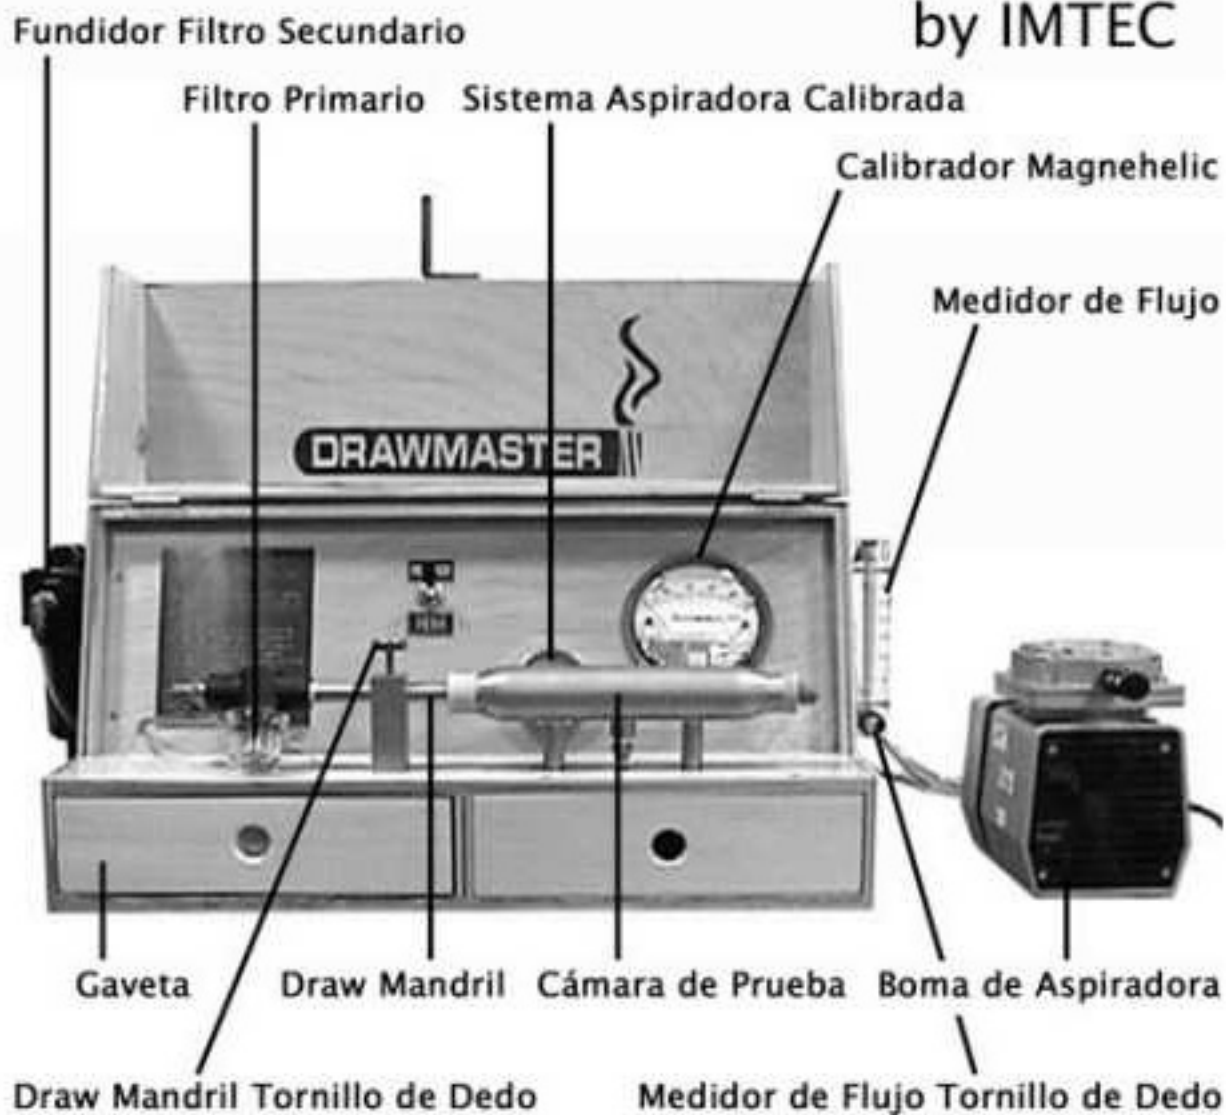 by IMTEC
Fundidor Filtro Secundario
Filtro Primario
Sistema Aspiradora Calibrada
Calibrador Magnehelic
Medidor de Flujo
DRAWMASTER
Gaveta
Draw Mandril
Cámara de Prueba
Boma de Aspiradora
Draw Mandril Tornillo de Dedo
Medidor de Flujo Tornillo de Dedo